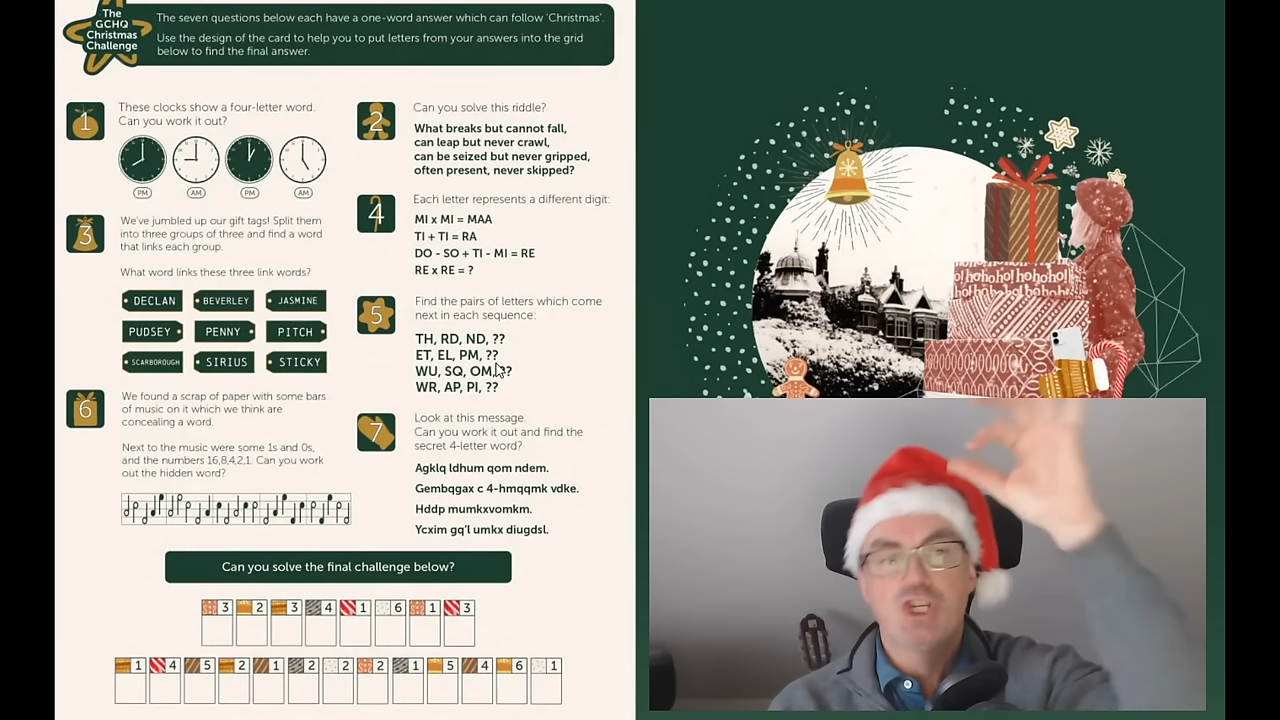 The
GCHQ
Christmas
Challenge
The seven questions below each have a one-word answer which can follow 'Christmas'.
Use the design of the card to help you to put letters from your answers into the grid
below to find the final answer.
1
These clocks show a four-letter word.
Can you work it out?
PM AM PM AM
2
Can you solve this riddle?
What breaks but cannot fall,
can leap but never crawl,
can be seized but never gripped,
often present, never skipped?
3
We've jumbled up our gift tags! Split them
into three groups of three and find a word
that links each group.
What word links these three link words?
DECLAN BEVERLEY JASMINE
PUDSEY PENNY PITCH
SCARBOROUGH SIRIUS STICKY
4
Each letter represents a different digit:
MI x MI = MAA
TI + TI = RA
DO - SO + TI - MI = RE
RE x RE = ?
5
Find the pairs of letters which come
next in each sequence:
TH, RD, ND, ??
ET, EL, PM, ??
WU, SQ, OM, ??
WR, AP, PI, ??
6
We found a scrap of paper with some bars
of music on it which we think are
concealing a word.
Next to the music were some 1s and 0s,
and the numbers 16,8,4,2,1. Can you work
out the hidden word?
7
Look at this message.
Can you work it out and find the
secret 4-letter word?
Agklq ldhum qom ndem.
Gembqgax c 4-hmqqmk vdke.
Hddp mumkxvomkm.
Ycxim gq'l umkx diugdsl.
Can you solve the final challenge below?
3 2 3 4 1 6 1 3
1 4 5 2 1 2 2 2 1 5 4 6 1
hohoho!hohoho!